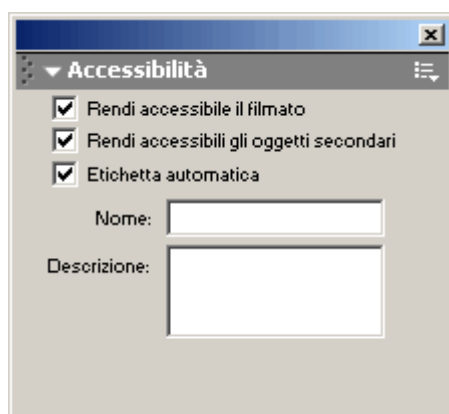 Accessibilità
Rendi accessibile il filmato
Rendi accessibili gli oggetti secondari
Etichetta automatica
Nome:
Descrizione: